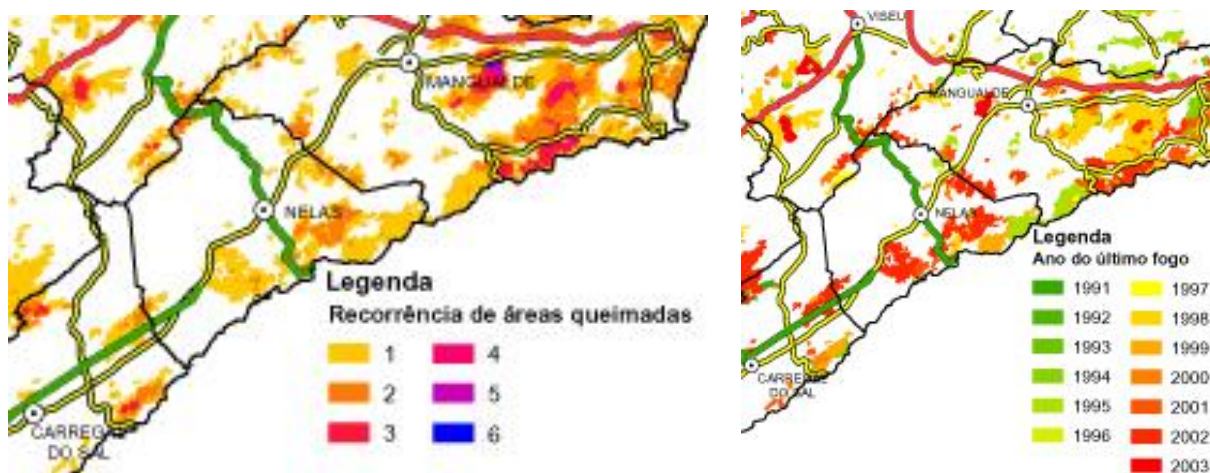 MANGUALDE
NELAS
CARREGAL
DO SAL
Legenda
Recorrência de áreas queimadas
1
2
3
4
5
6
VISEU
MANGUALDE
NELAS
CARREGAL
DO SAL
Legenda
Ano do último fogo
1991
1992
1993
1994
1995
1996
1997
1998
1999
2000
2001
2002
2003